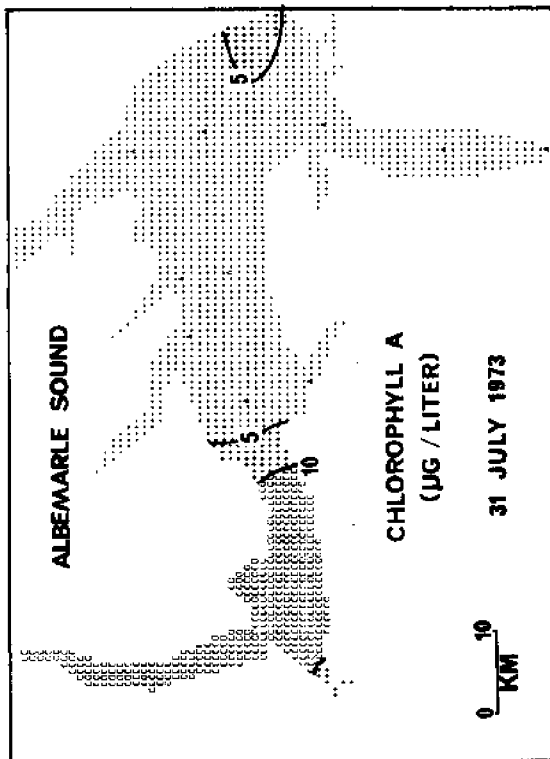 ALBEMARLE SOUND
5
5
10
CHLOROPHYLL A
(µG / LITER)
31 JULY 1973
0 10
KM